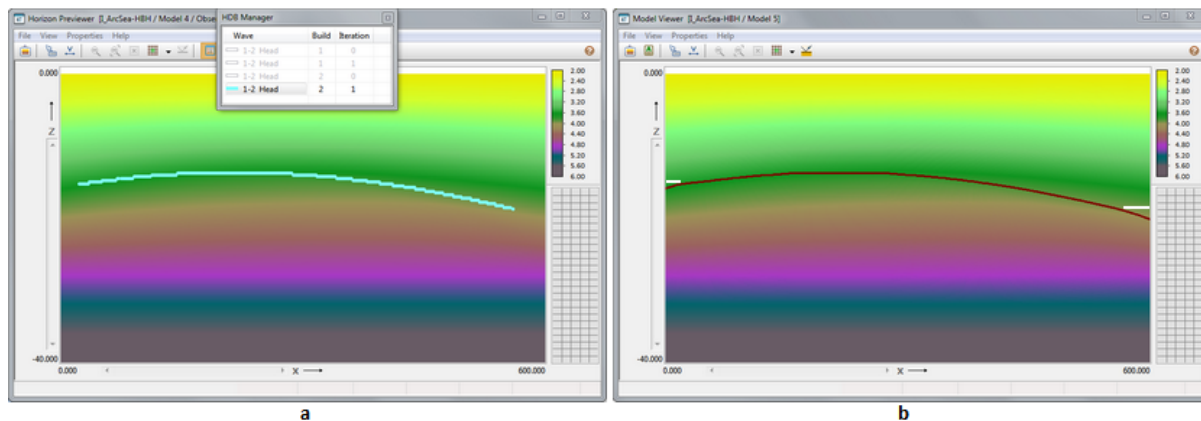 Horizon Previewer [I_ArcSea-HBH / Model 4 / Obse
HDB Manager
File View Properties Help
Wave Build Iteration
1-2 Head 1 0
1-2 Head 1 1
1-2 Head 2 0
1-2 Head 2 1
0.000
Z
-40.000
0.000
X
600.000
2.00
2.40
2.80
3.20
3.60
4.00
4.40
4.80
5.20
5.60
6.00
a
Model Viewer [I_ArcSea-HBH / Model 5]
File View Properties Help
0.000
Z
-40.000
0.000
X
600.000
2.00
2.40
2.80
3.20
3.60
4.00
4.40
4.80
5.20
5.60
6.00
b